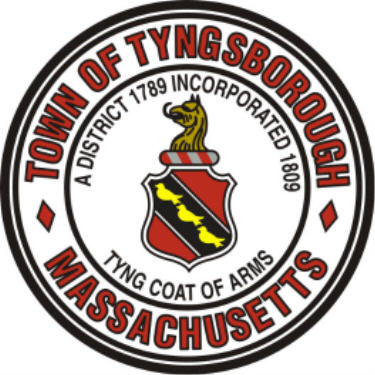 TOWN OF TYNGSBOROUGH
A DISTRICT 1789 INCORPORATED 1809
TYNG COAT OF ARMS
MASSACHUSETTS